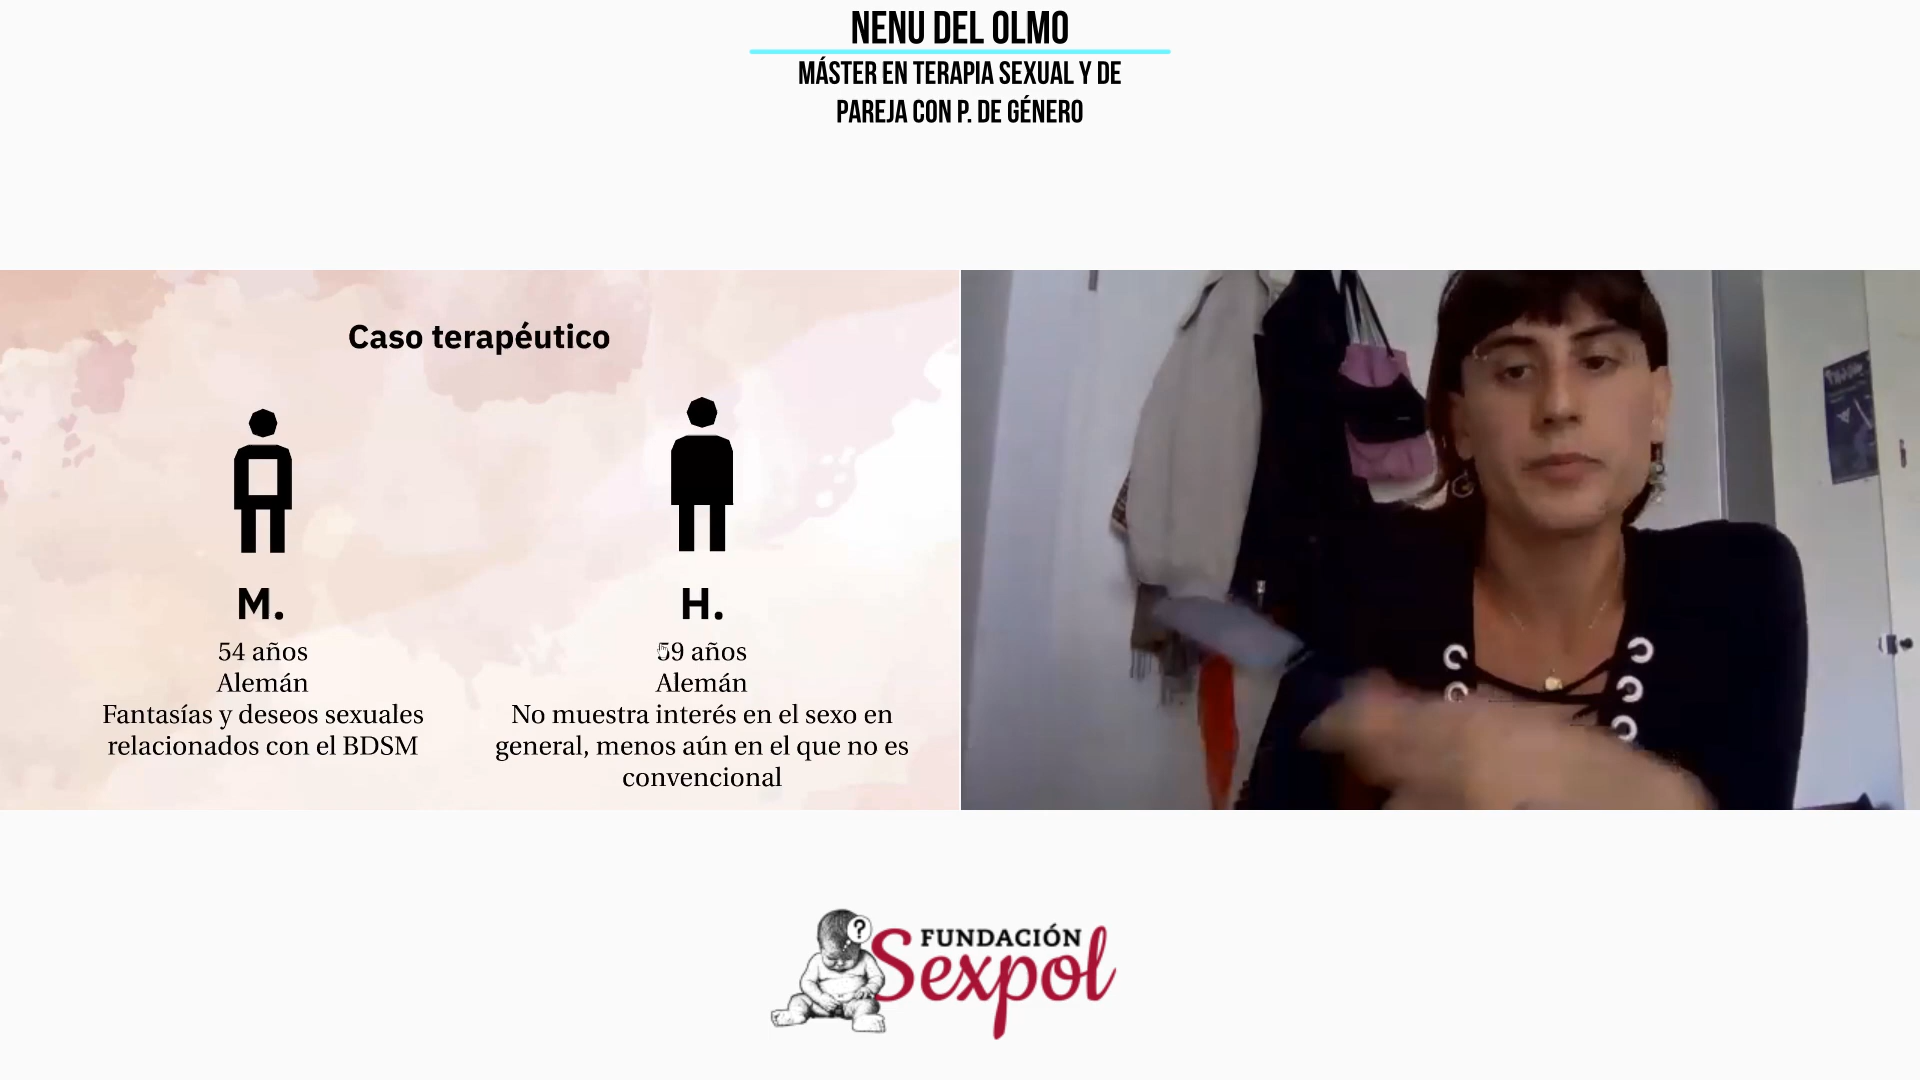 NENU DEL OLMO
MÁSTER EN TERAPIA SEXUAL Y DE
PAREJA CON P. DE GÉNERO
Caso terapéutico
M.
54 años
Alemán
Fantasías y deseos sexuales
relacionados con el BDSM
H.
59 años
Alemán
No muestra interés en el sexo en
general, menos aún en el que no es
convencional
?
FUNDACIÓN
Sexpol